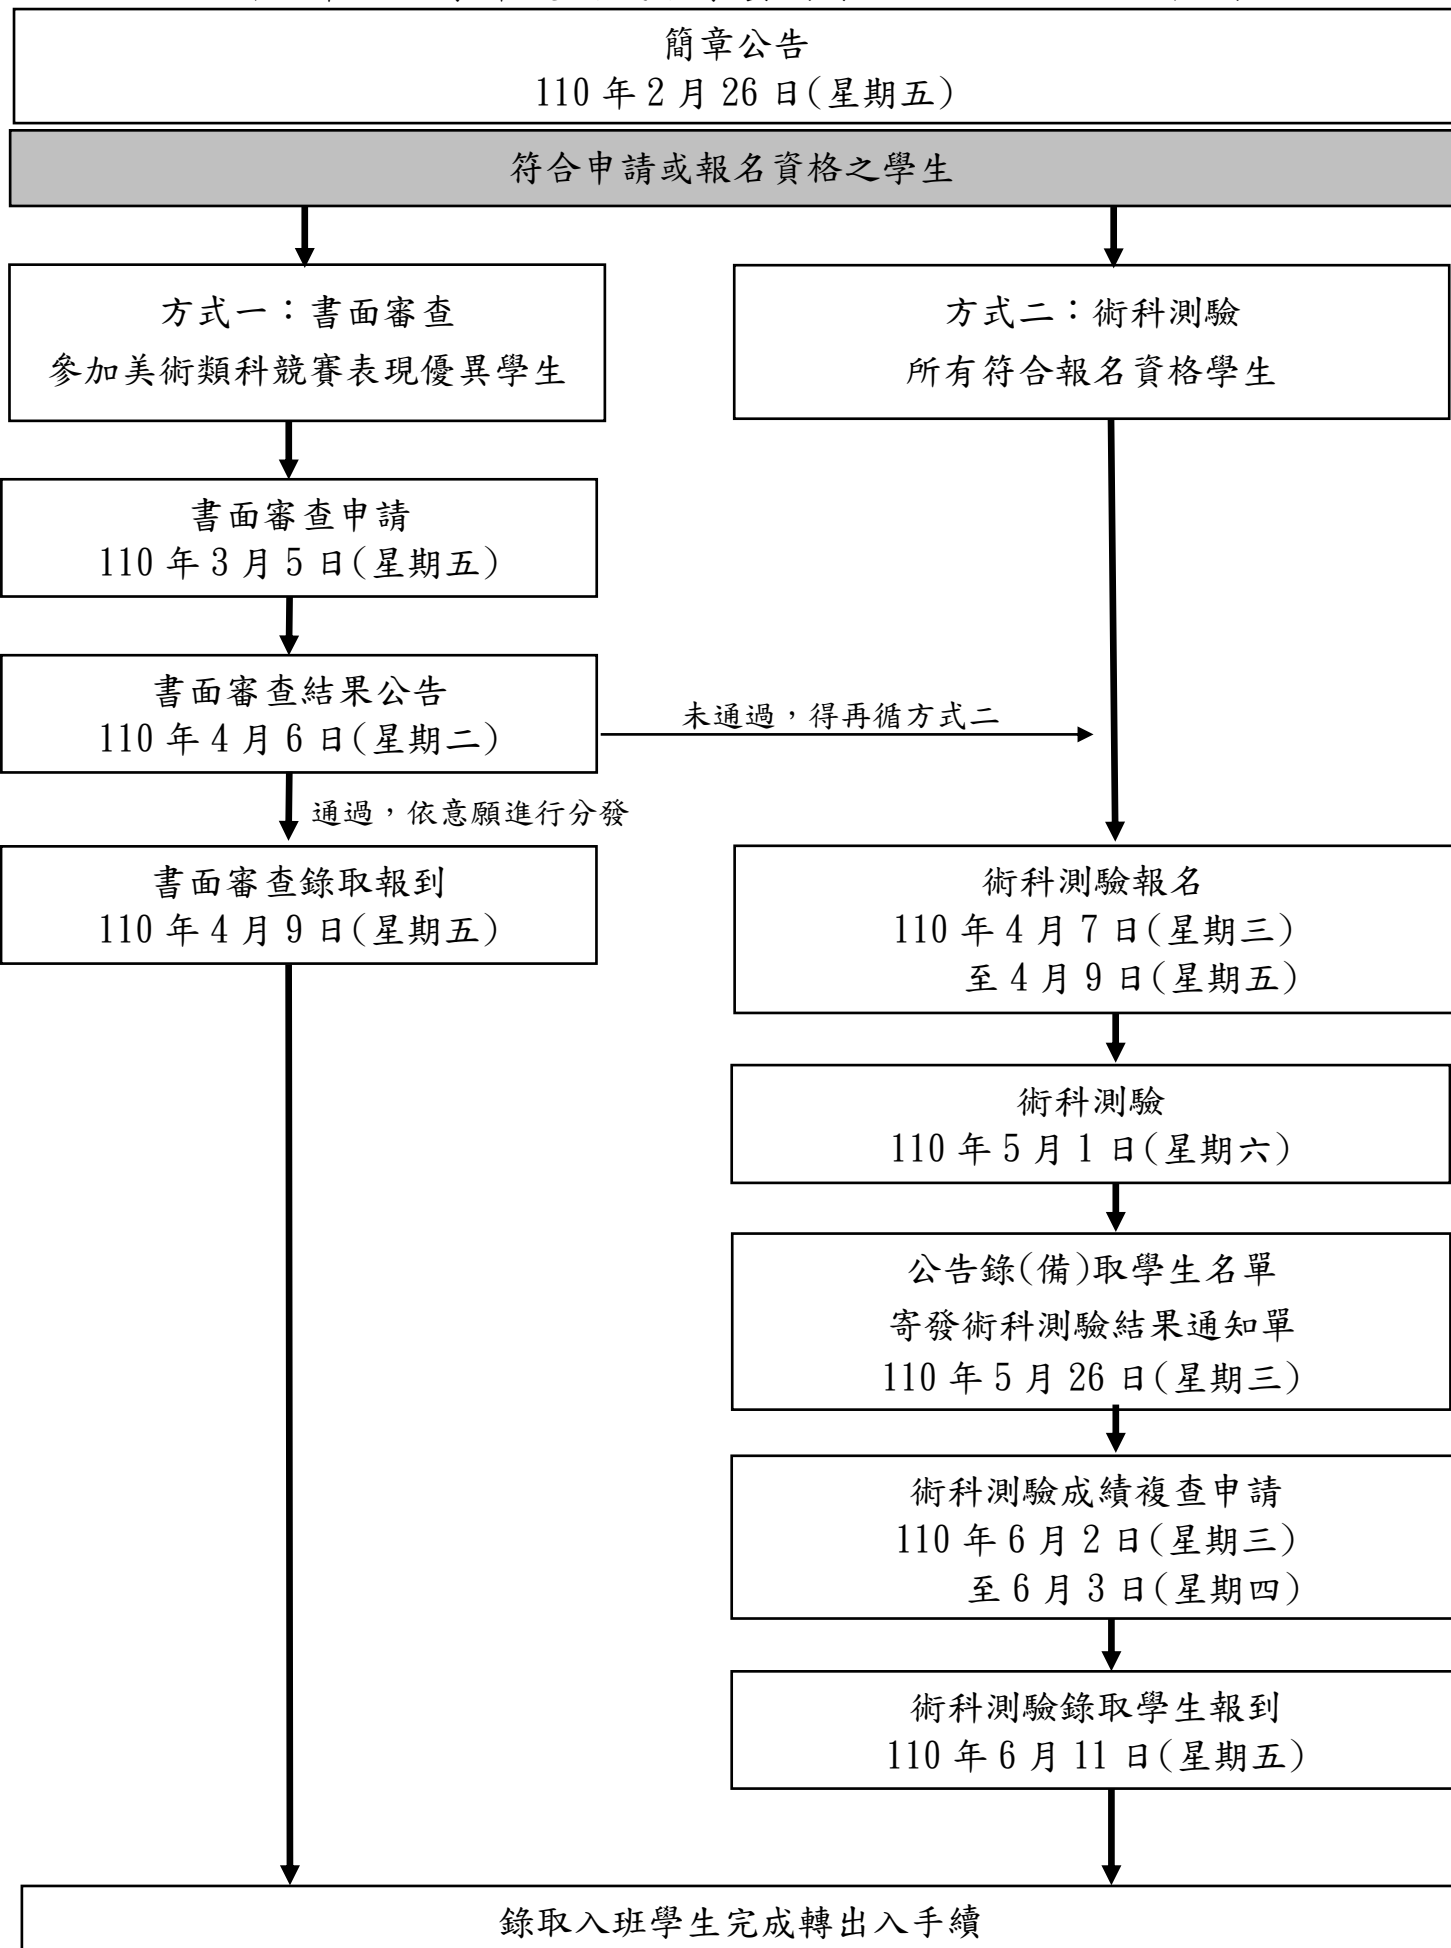 簡章公告
110 年 2 月 26 日(星期五)
符合申請或報名資格之學生
方式一：書面審查
參加美術類科競賽表現優異學生
方式二：術科測驗
所有符合報名資格學生
書面審查申請
110 年 3 月 5 日(星期五)
書面審查結果公告
110 年 4 月 6 日(星期二)
未通過，得再循方式二
通過，依意願進行分發
書面審查錄取報到
110 年 4 月 9 日(星期五)
術科測驗報名
110 年 4 月 7 日(星期三)
至 4 月 9 日(星期五)
術科測驗
110 年 5 月 1 日(星期六)
公告錄(備)取學生名單
寄發術科測驗結果通知單
110 年 5 月 26 日(星期三)
術科測驗成績複查申請
110 年 6 月 2 日(星期三)
至 6 月 3 日(星期四)
術科測驗錄取學生報到
110 年 6 月 11 日(星期五)
錄取入班學生完成轉出入手續